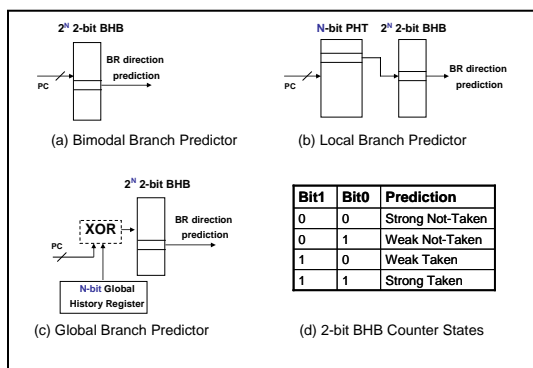 2N 2-bit BHB
BR direction
prediction
PC
(a) Bimodal Branch Predictor
N-bit PHT 2N 2-bit BHB
BR direction
prediction
PC
(b) Local Branch Predictor
2N 2-bit BHB
XOR
BR direction
prediction
PC
N-bit Global
History Register
(c) Global Branch Predictor
Bit1 Bit0 Prediction
0 0 Strong Not-Taken
0 1 Weak Not-Taken
1 0 Weak Taken
1 1 Strong Taken
(d) 2-bit BHB Counter States